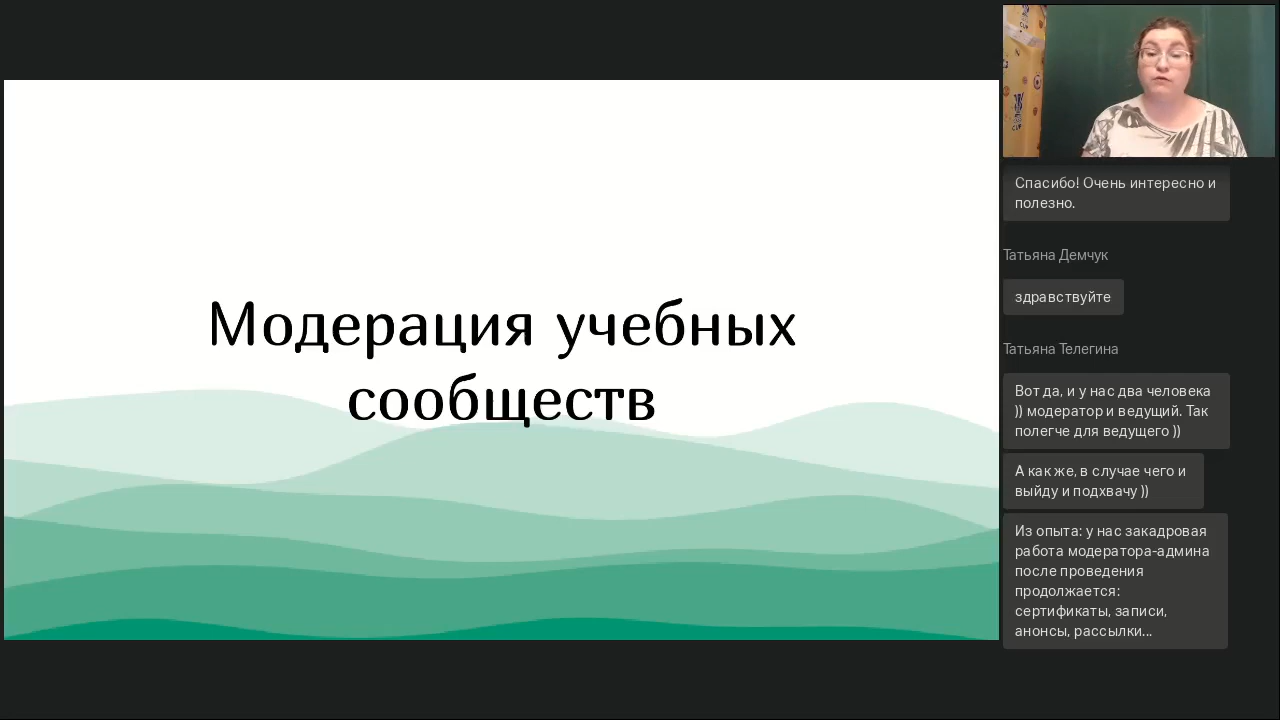 Модерация учебных
сообществ
Спасибо! Очень интересно и
полезно.
Татьяна Демчук
здравствуйте
Татьяна Телегина
Вот да, и у нас два человека
)) модератор и ведущий. Так
полегче для ведущего ))
А как же, в случае чего и
выйду и подхвачу ))
Из опыта: у нас закадровая
работа модератора-админа
после проведения
продолжается:
сертификаты, записи,
анонсы, рассылки...